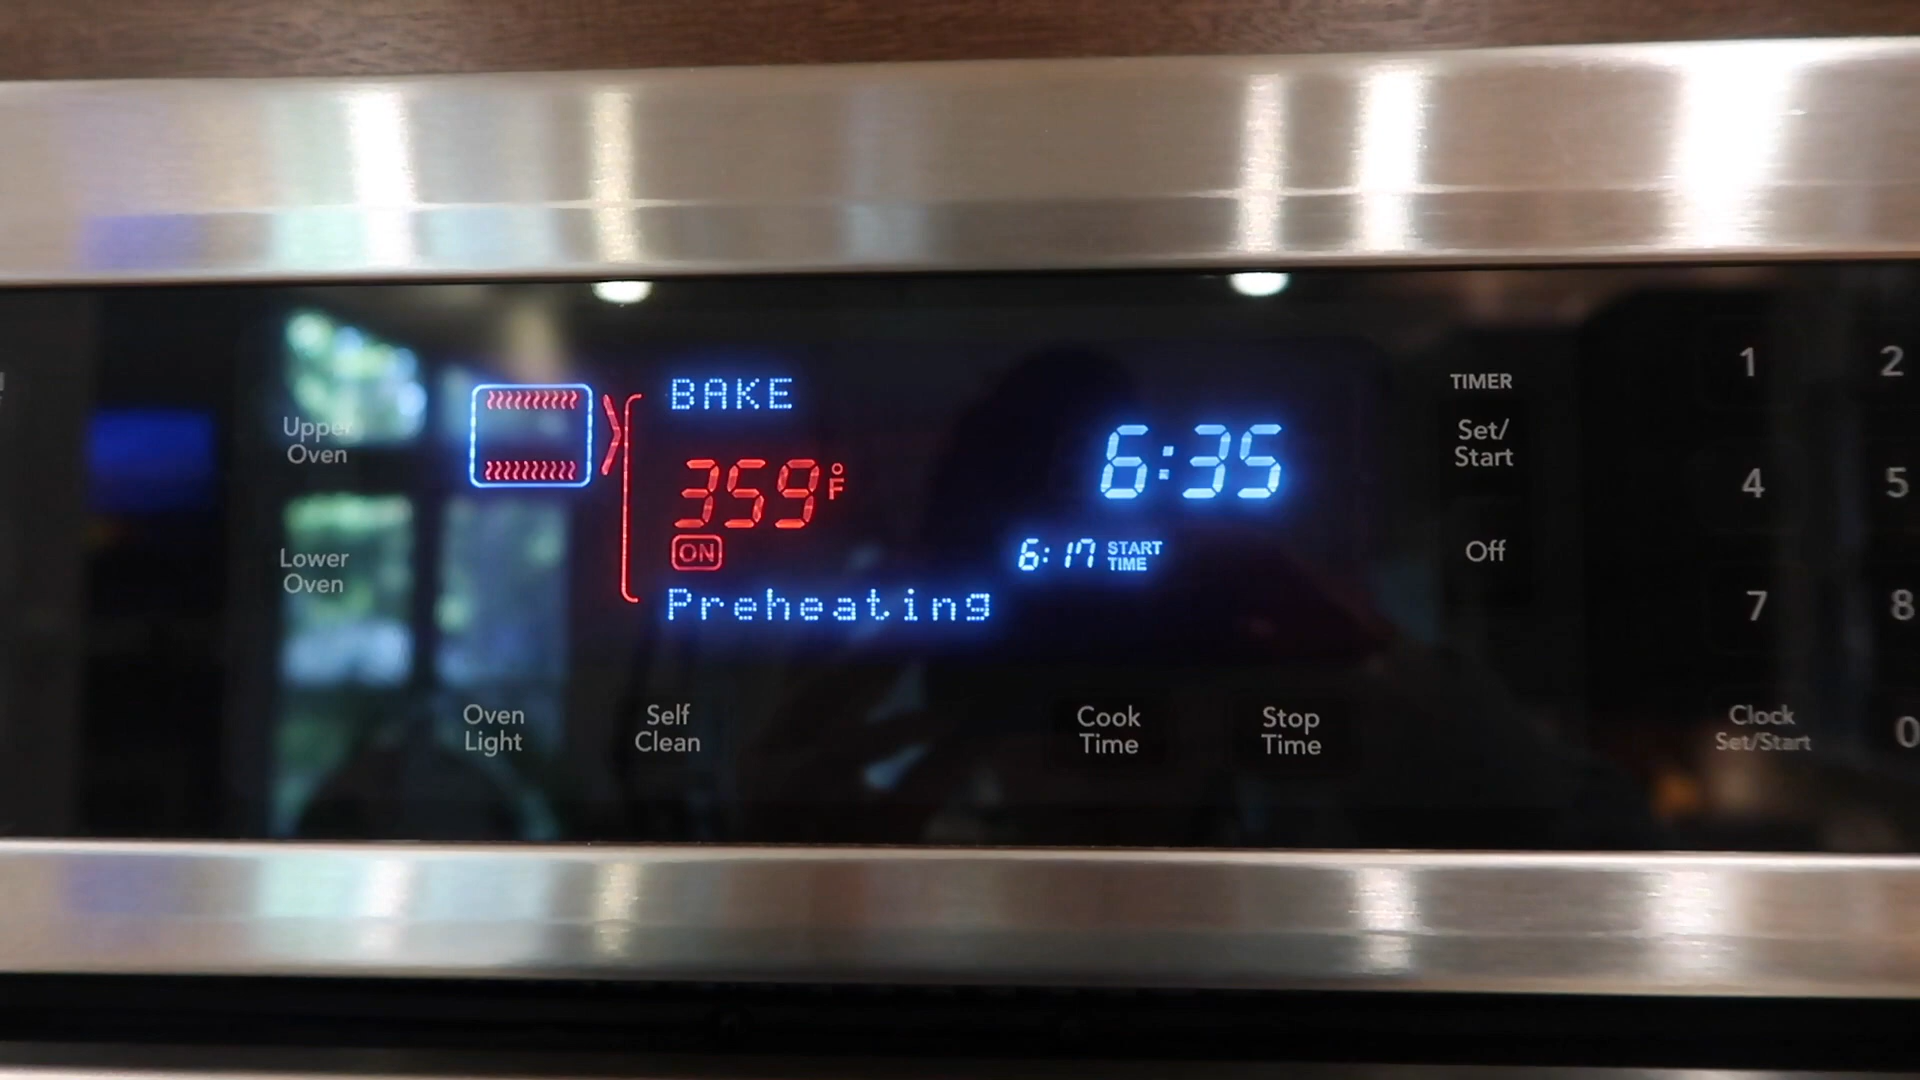 BAKE
359°F
ON
Preheating
6:35
6:17 START TIME
Upper
Oven
Lower
Oven
Oven
Light
Self
Clean
Cook
Time
Stop
Time
TIMER
Set/
Start
Off
1 2
4 5
7 8
Clock
Set/Start
0